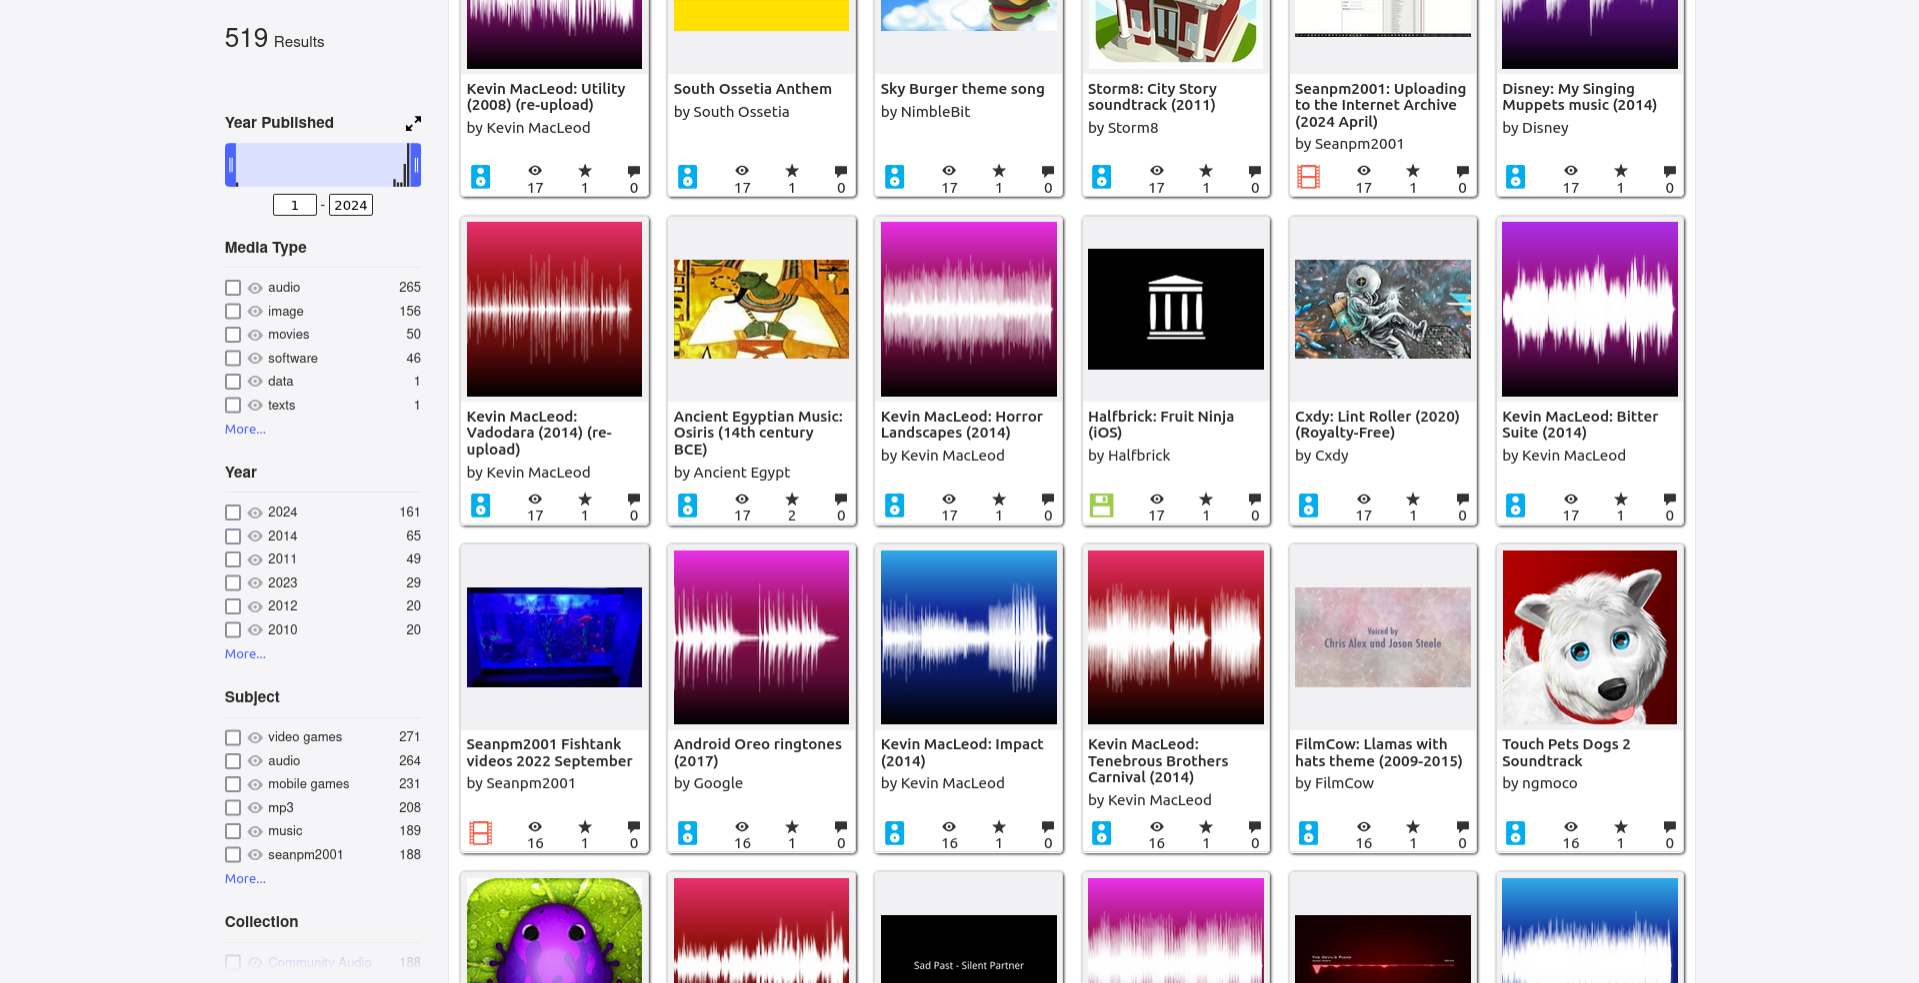 519 Results
Year Published
1 - 2024
Media Type
audio 265
image 156
movies 50
software 46
data 1
texts 1
More...
Year
2024 161
2014 65
2011 49
2023 29
2012 20
2010 20
More...
Subject
video games 271
audio 264
mobile games 231
mp3 208
music 189
seanpm2001 188
More...
Collection
Community Audio 188
Kevin MacLeod: Utility
(2008) (re-upload)
by Kevin MacLeod
17 1 0
South Ossetia Anthem
by South Ossetia
17 1 0
Sky Burger theme song
by NimbleBit
17 1 0
Storm8: City Story
soundtrack (2011)
by Storm8
17 1 0
Seanpm2001: Uploading
to the Internet Archive
(2024 April)
by Seanpm2001
17 1 0
Disney: My Singing
Muppets music (2014)
by Disney
17 1 0
Kevin MacLeod:
Vadodara (2014) (re-
upload)
by Kevin MacLeod
17 1 0
Ancient Egyptian Music:
Osiris (14th century
BCE)
by Ancient Egypt
17 2 0
Kevin MacLeod: Horror
Landscapes (2014)
by Kevin MacLeod
17 1 0
Halfbrick: Fruit Ninja
(iOS)
by Halfbrick
17 1 0
Cxdy: Lint Roller (2020)
(Royalty-Free)
by Cxdy
17 1 0
Kevin MacLeod: Bitter
Suite (2014)
by Kevin MacLeod
17 1 0
Seanpm2001 Fishtank
videos 2022 September
by Seanpm2001
16 1 0
Android Oreo ringtones
(2017)
by Google
16 1 0
Kevin MacLeod: Impact
(2014)
by Kevin MacLeod
16 1 0
Kevin MacLeod:
Tenebrous Brothers
Carnival (2014)
by Kevin MacLeod
16 1 0
Voiced by
Chris Alex and Jason Steele
FilmCow: Llamas with
hats theme (2009-2015)
by FilmCow
16 1 0
Touch Pets Dogs 2
Soundtrack
by ngmoco
16 1 0
Sad Past - Silent Partner